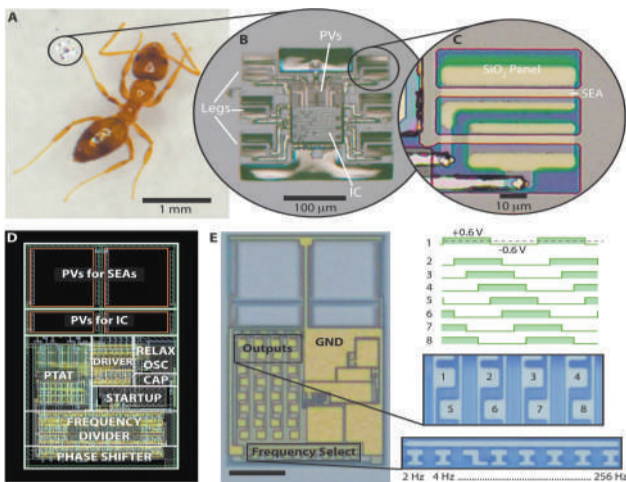 A
1 mm
B
PVs
Legs
IC
100 μm
C
SiO₂ Panel
SEA
10 μm
D
PVs for SEAs
PVs for IC
PTAT
DRIVER
RELAX
OSC
CAP
STARTUP
FREQUENCY
DIVIDER
PHASE SHIFTER
E
Outputs
GND
Frequency Select
+0.6 V
-0.6V
1
2
3
4
5
6
7
8
1 2 3 4
5 6 7 8
2 Hz 4 Hz ........................ 256 Hz